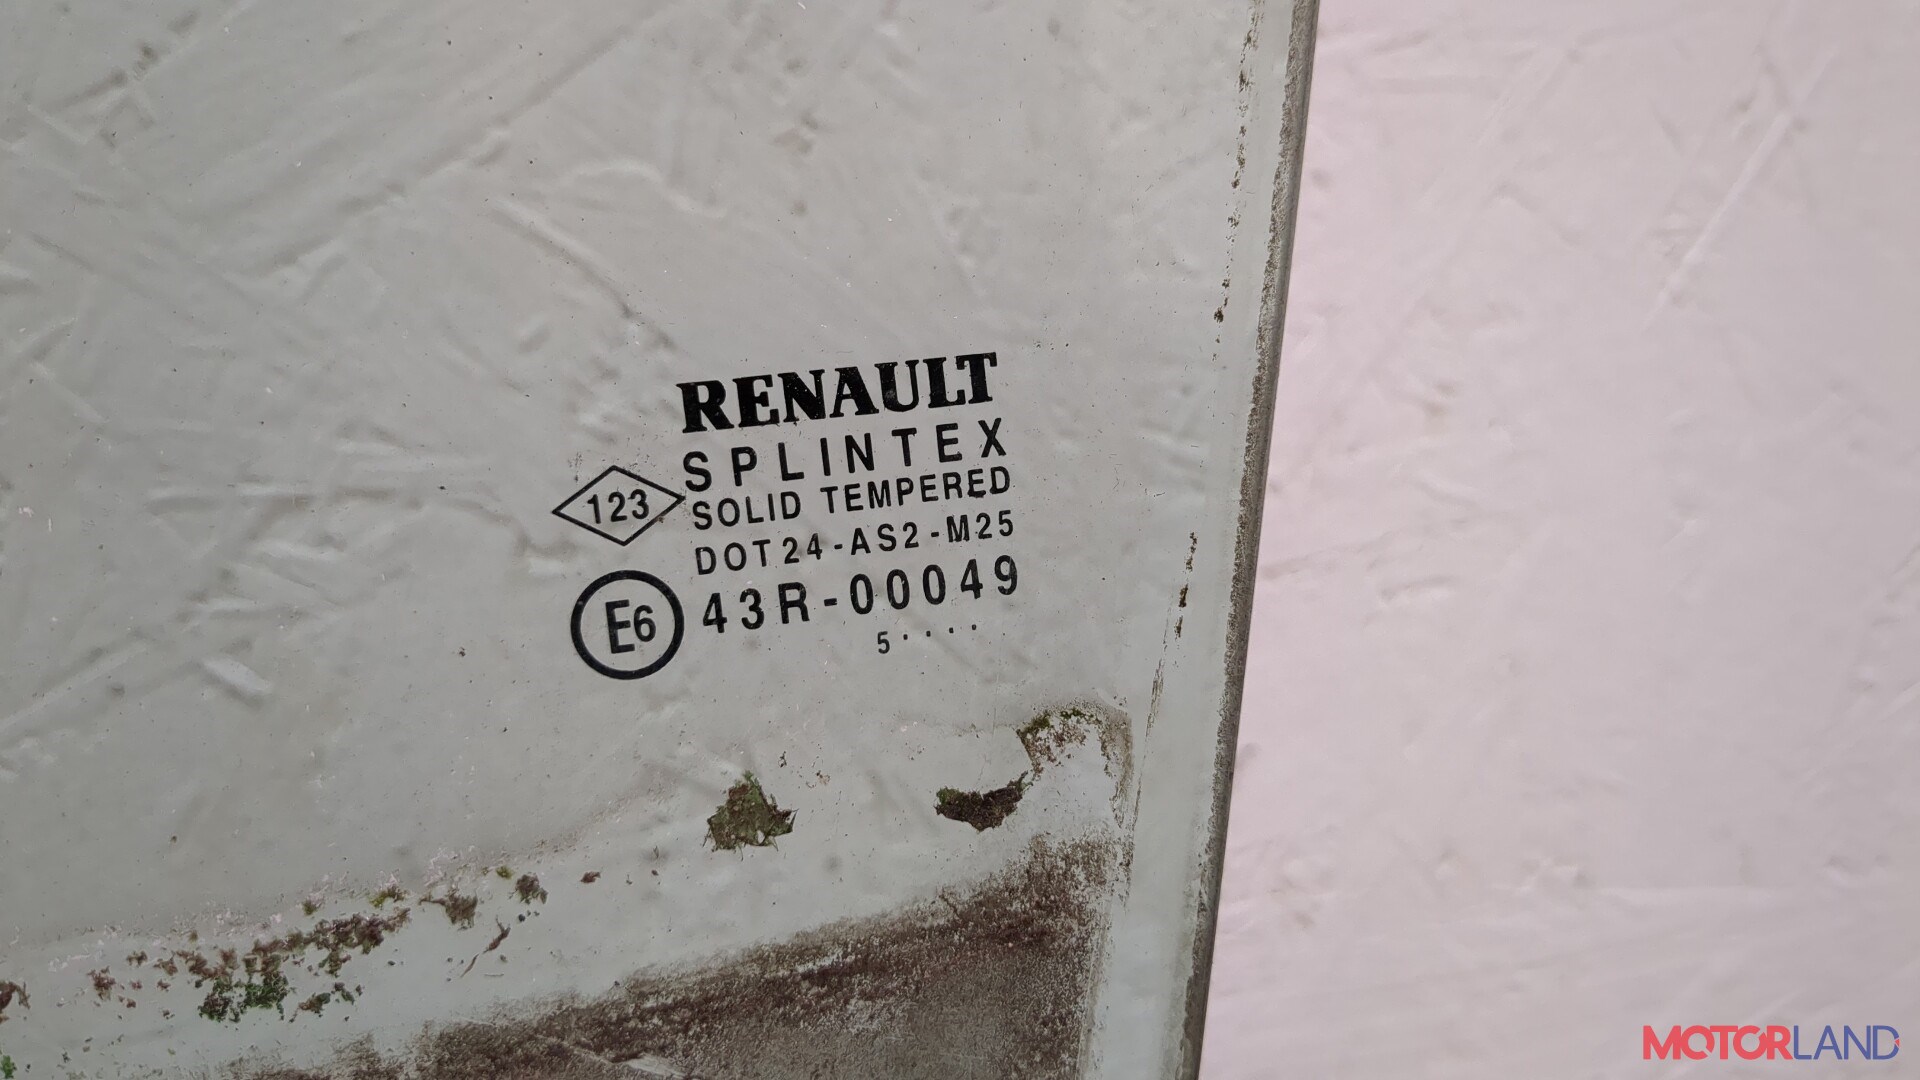 RENAULT
SPLINTEX
123
SOLID TEMPERED
DOT24-AS2-M25
E6
43R-00049
5····
MOTORLAND